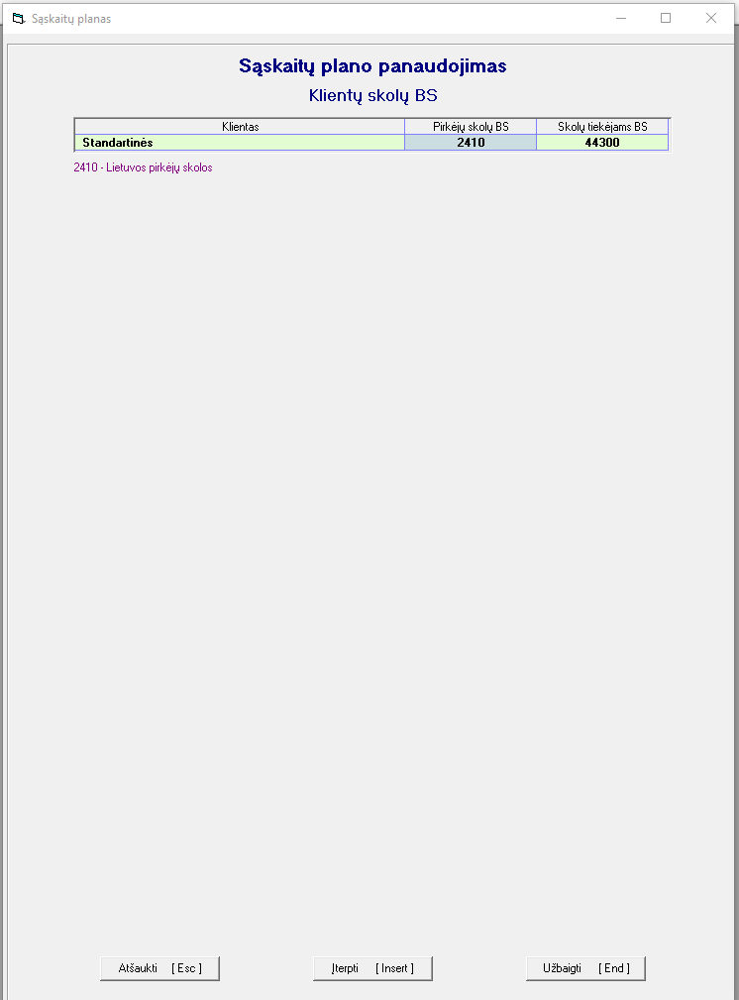 Sąskaitų planas
Sąskaitų plano panaudojimas
Klientų skolų BS
Klientas Pirkėjų skolų BS Skolų tiekėjams BS
Standartinės 2410 44300
2410 - Lietuvos pirkėjų skolos
Atšaukti [ Esc ] Įterpti [ Insert ] Užbaigti [ End ]